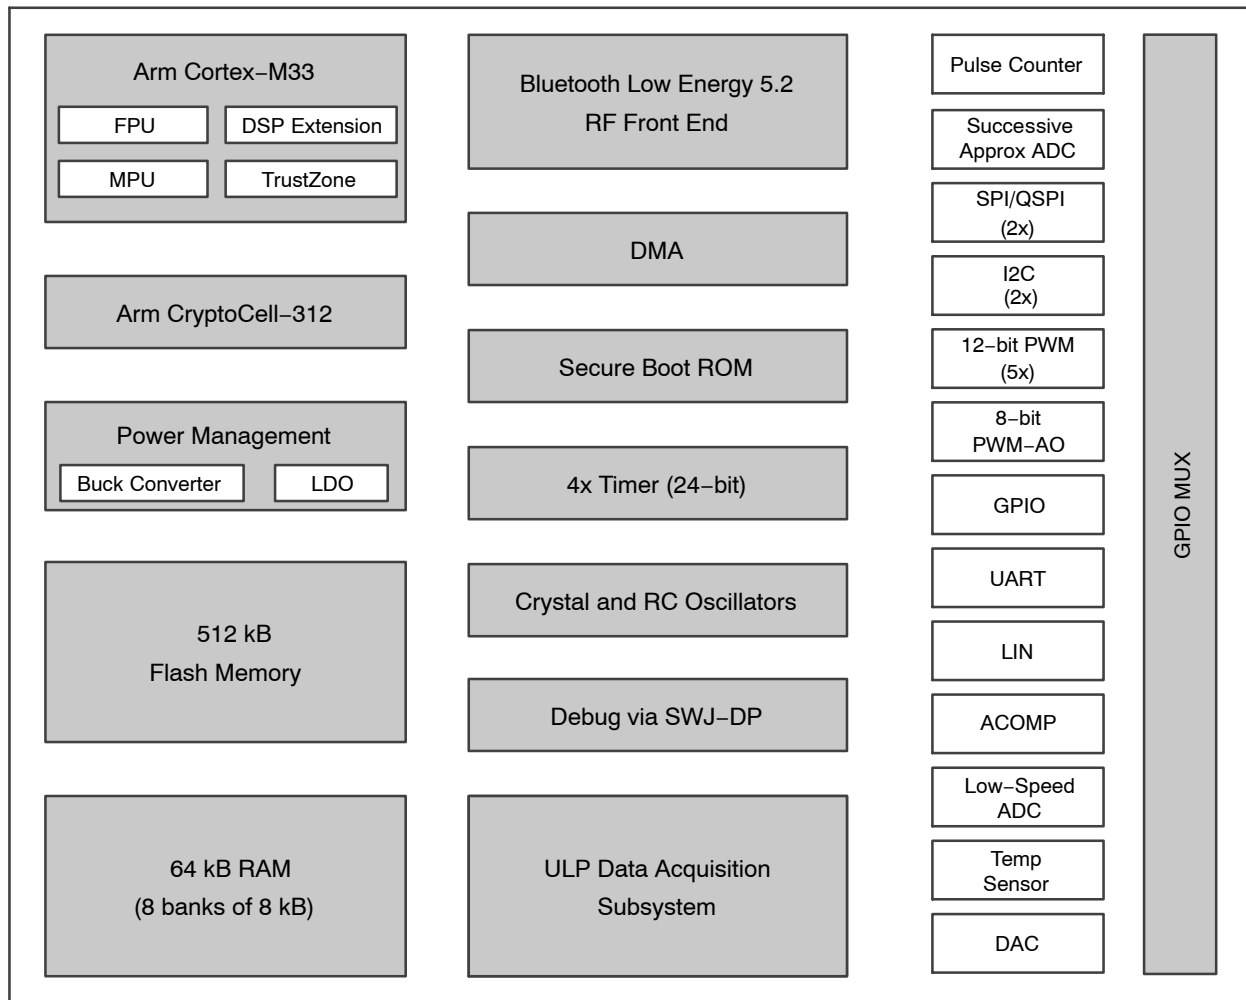 Arm Cortex−M33
FPU
DSP Extension
MPU
TrustZone
Arm CryptoCell−312
Power Management
Buck Converter
LDO
512 kB
Flash Memory
64 kB RAM
(8 banks of 8 kB)
Bluetooth Low Energy 5.2
RF Front End
DMA
Secure Boot ROM
4x Timer (24−bit)
Crystal and RC Oscillators
Debug via SWJ−DP
ULP Data Acquisition
Subsystem
Pulse Counter
Successive
Approx ADC
SPI/QSPI
(2x)
I2C
(2x)
12−bit PWM
(5x)
8−bit
PWM−AO
GPIO
UART
LIN
ACOMP
Low−Speed
ADC
Temp
Sensor
DAC
GPIO MUX